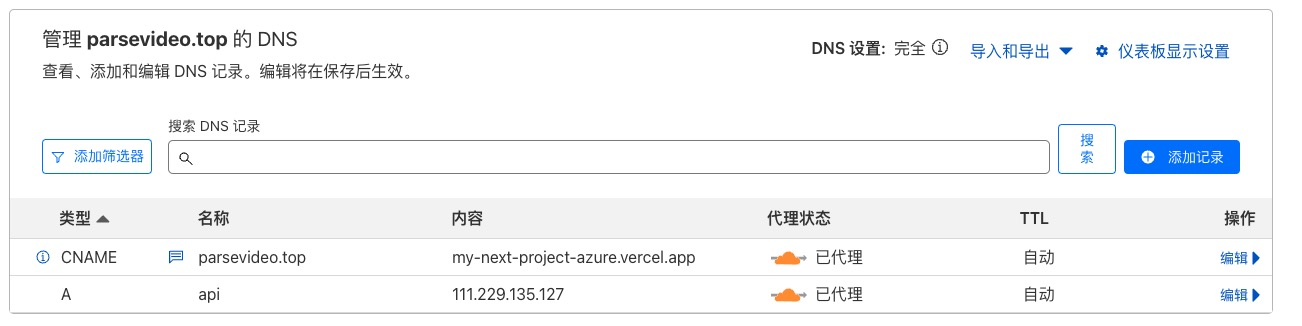 管理 parsevideo.top 的 DNS
查看、添加和编辑 DNS 记录。编辑将在保存后生效。
DNS 设置: 完全 导入和导出 仪表板显示设置
搜索 DNS 记录
添加筛选器
搜
索
添加记录
类型 名称 内容 代理状态 TTL 操作
CNAME parsevideo.top my-next-project-azure.vercel.app 已代理 自动 编辑
A api 111.229.135.127 已代理 自动 编辑